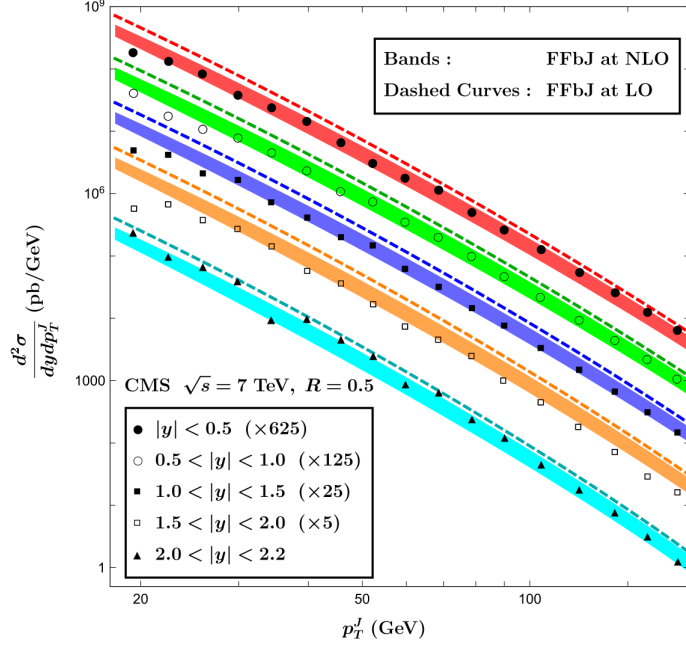 10^9
10^6
1000
1
d^2σ / dydp_T^J (pb/GeV)
Bands : FFbJ at NLO
Dashed Curves : FFbJ at LO
CMS √s = 7 TeV, R = 0.5
● |y| < 0.5 (×625)
○ 0.5 < |y| < 1.0 (×125)
■ 1.0 < |y| < 1.5 (×25)
□ 1.5 < |y| < 2.0 (×5)
▲ 2.0 < |y| < 2.2
20 50 100
p_T^J (GeV)